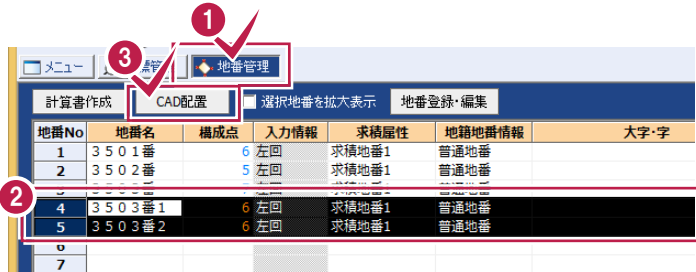 1
3
メニュー 地番管理
計算書作成 CAD配置 選択地番を拡大表示 地番登録・編集
地番No 地番名 構成点 入力情報 求積属性 地籍地番情報 大字・字
1 3501番 6 左回 求積地番1 普通地番
2 3502番 5 左回 求積地番1 普通地番
2
4 3503番1 6 左回 求積地番1 普通地番
5 3503番2 6 左回 求積地番1 普通地番
6
7